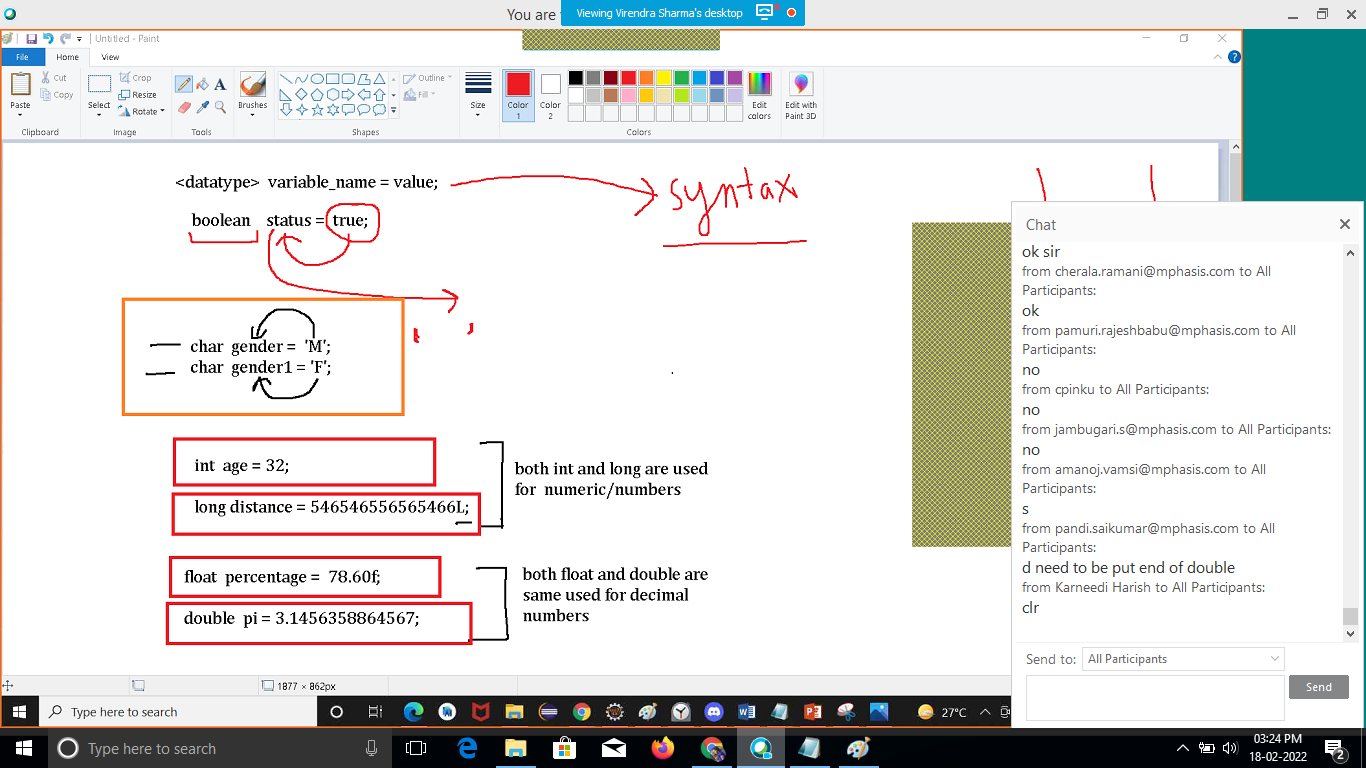 You are
Viewing Virendra Sharma's desktop
Untitled - Paint
File Home View
Paste
Cut
Copy
Clipboard
Select
Crop
Resize
Rotate
Image
A
Tools
Brushes
Outline
Fill
Shapes
Size
Color 1
Color 2
Edit colors
Colors
Edit with Paint 3D
<datatype> variable_name = value;
syntax
boolean status = true;
char gender = 'M';
char gender1 = 'F';
int age = 32;
long distance = 546546556565466L;
both int and long are used
for numeric/numbers
float percentage = 78.60f;
double pi = 3.1456358864567;
both float and double are
same used for decimal
numbers
1877 × 862px
Chat
ok sir
from cherala.ramani@mphasis.com to All
Participants:
ok
from pamuri.rajeshbabu@mphasis.com to All
Participants:
no
from cpinku to All Participants:
no
from jambugari.s@mphasis.com to All Participants:
no
from amanoj.vamsi@mphasis.com to All
Participants:
s
from pandi.saikumar@mphasis.com to All
Participants:
d need to be put end of double
from Karneedi Harish to All Participants:
clr
Send to: All Participants
Send
Type here to search
27°C
Type here to search
03:24 PM
18-02-2022
2